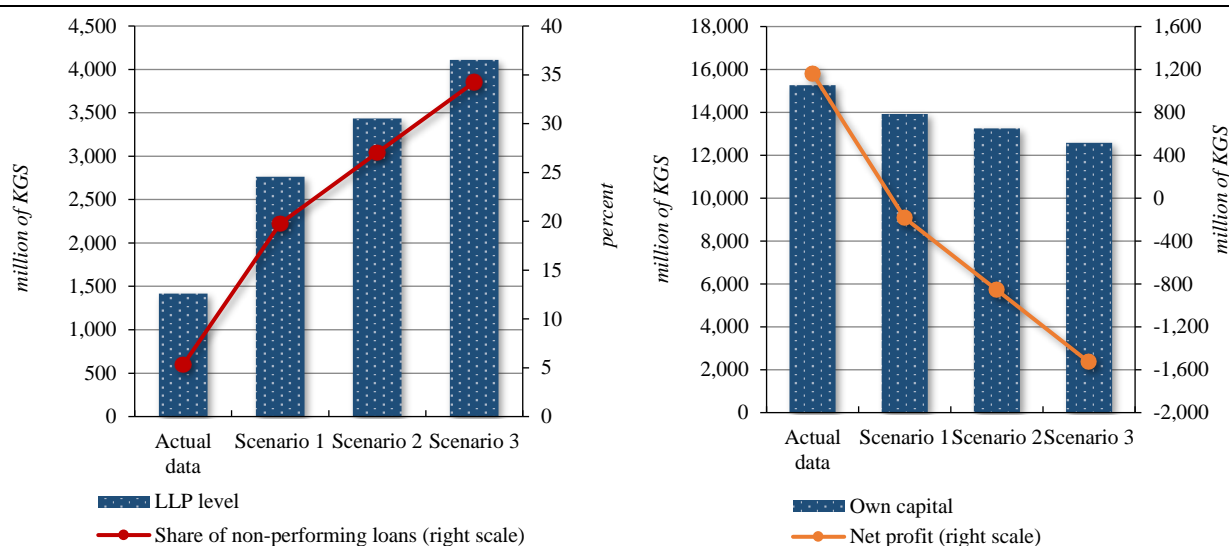 4,500
4,000
3,500
3,000
2,500
2,000
1,500
1,000
500
0
million of KGS
40
35
30
25
20
15
10
5
0
percent
Actual data
Scenario 1
Scenario 2
Scenario 3
LLP level
Share of non-performing loans (right scale)
18,000
16,000
14,000
12,000
10,000
8,000
6,000
4,000
2,000
0
million of KGS
1,600
1,200
800
400
0
-400
-800
-1,200
-1,600
-2,000
million of KGS
Actual data
Scenario 1
Scenario 2
Scenario 3
Own capital
Net profit (right scale)